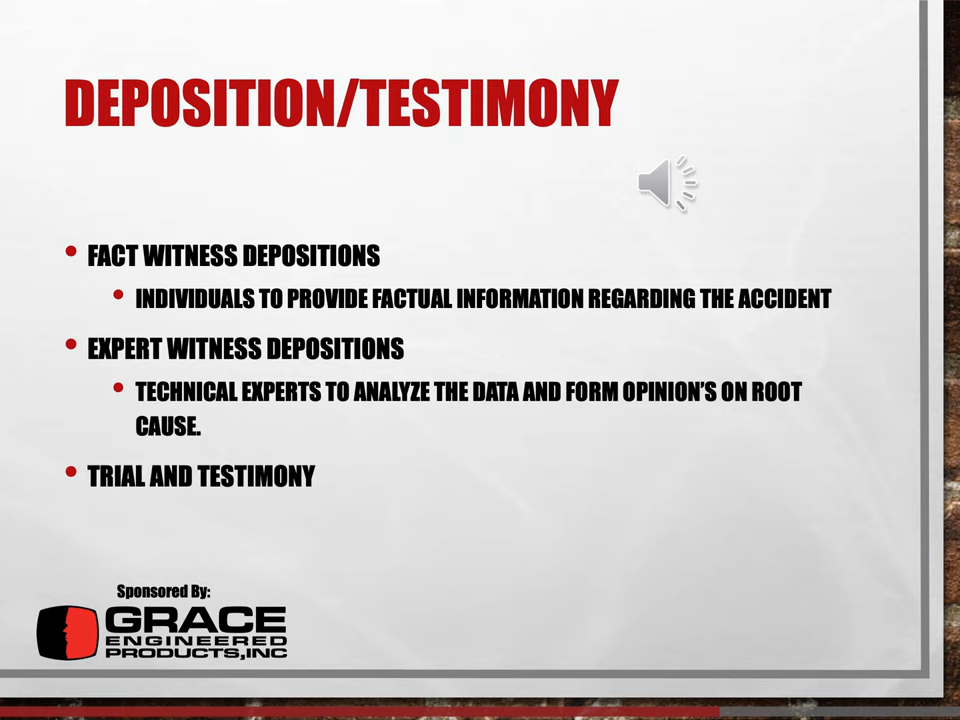 DEPOSITION/TESTIMONY
• FACT WITNESS DEPOSITIONS
• INDIVIDUALS TO PROVIDE FACTUAL INFORMATION REGARDING THE ACCIDENT
• EXPERT WITNESS DEPOSITIONS
• TECHNICAL EXPERTS TO ANALYZE THE DATA AND FORM OPINION’S ON ROOT
CAUSE.
• TRIAL AND TESTIMONY
Sponsored By:
GRACE
ENGINEERED
PRODUCTS,INC